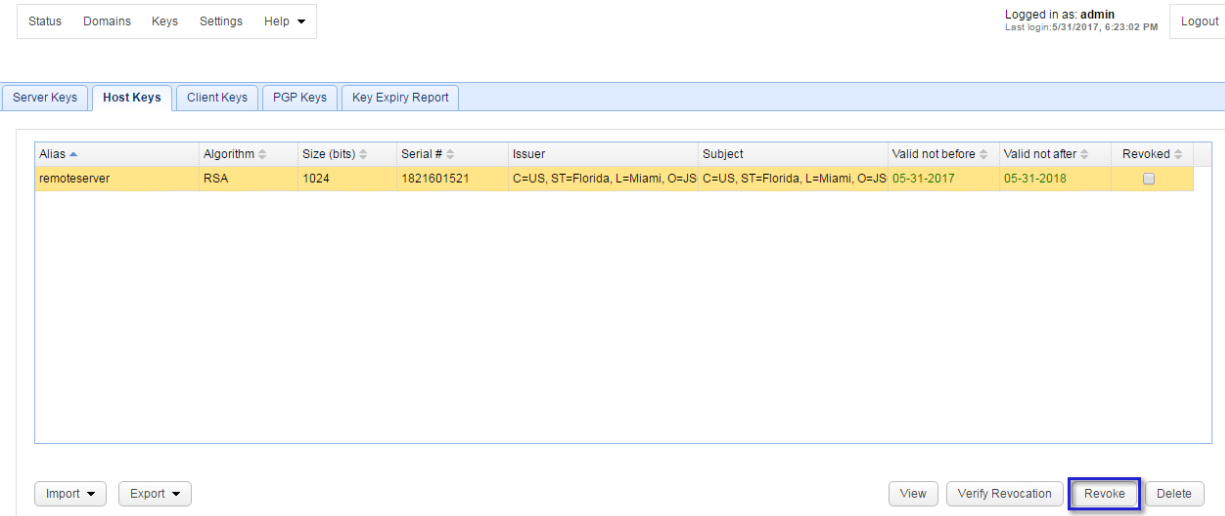 Status Domains Keys Settings Help
Logged in as: admin
Last login:5/31/2017, 6:23:02 PM
Logout
Server Keys Host Keys Client Keys PGP Keys Key Expiry Report
Alias Algorithm Size (bits) Serial # Issuer Subject Valid not before Valid not after Revoked
remoteserver RSA 1024 1821601521 C=US, ST=Florida, L=Miami, O=JS C=US, ST=Florida, L=Miami, O=JS 05-31-2017 05-31-2018
Import Export View Verify Revocation Revoke Delete